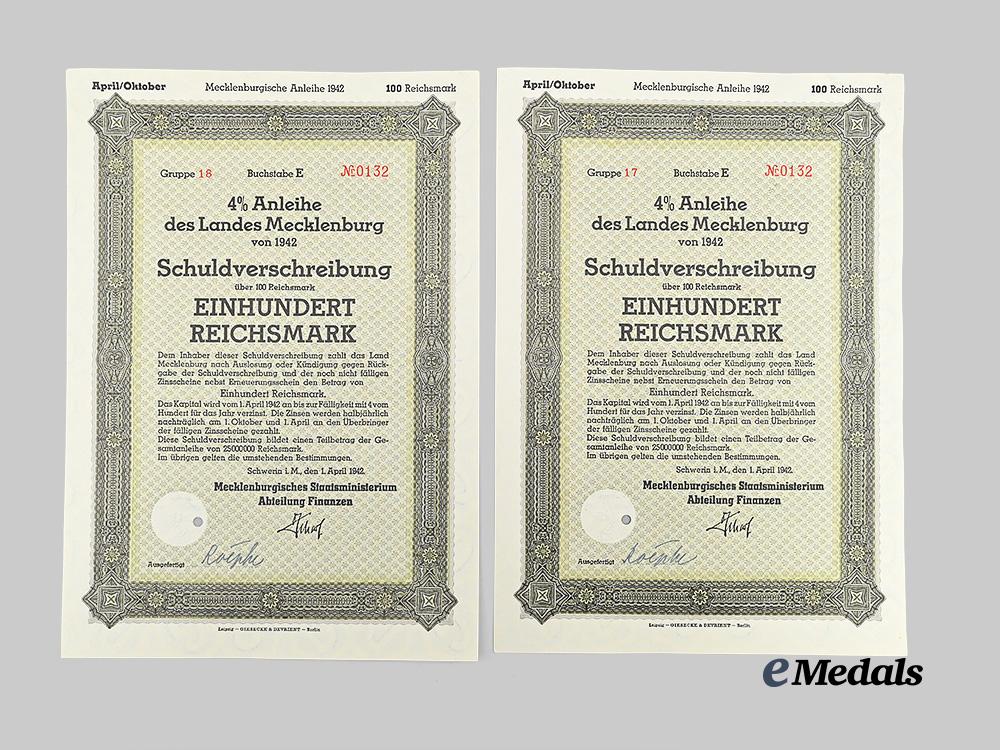 April/Oktober Mecklenburgische Anleihe 1942 100 Reichsmark
Gruppe 18 Buchstabe E №0132
4% Anleihe
des Landes Mecklenburg
von 1942
Schuldverschreibung
über 100 Reichsmark
EINHUNDERT
REICHSMARK
Dem Inhaber dieser Schuldverschreibung zahlt das Land
Mecklenburg nach Auslosung oder Kündigung gegen Rück-
gabe der Schuldverschreibung und der noch nicht fälligen
Zinsscheine nebst Erneuerungsschein den Betrag von
Einhundert Reichsmark.
Das Kapital wird vom 1. April 1942 an bis zur Fälligkeit mit 4 vom
Hundert für das Jahr verzinst. Die Zinsen werden halbjährlich
nachträglich am 1. Oktober und 1. April an den Überbringer
der fälligen Zinsscheine gezahlt.
Diese Schuldverschreibung bildet einen Teilbetrag der Ge-
samtanleihe von 25000000 Reichsmark.
Im übrigen gelten die umstehenden Bestimmungen.
Schwerin i. M., den 1. April 1942.
Mecklenburgisches Staatsministerium
Abteilung Finanzen
Ausgefertigt
Leipzig — GIESECKE & DEVRIENT — Berlin
April/Oktober Mecklenburgische Anleihe 1942 100 Reichsmark
Gruppe 17 Buchstabe E №0132
4% Anleihe
des Landes Mecklenburg
von 1942
Schuldverschreibung
über 100 Reichsmark
EINHUNDERT
REICHSMARK
Dem Inhaber dieser Schuldverschreibung zahlt das Land
Mecklenburg nach Auslosung oder Kündigung gegen Rück-
gabe der Schuldverschreibung und der noch nicht fälligen
Zinsscheine nebst Erneuerungsschein den Betrag von
Einhundert Reichsmark.
Das Kapital wird vom 1. April 1942 an bis zur Fälligkeit mit 4 vom
Hundert für das Jahr verzinst. Die Zinsen werden halbjährlich
nachträglich am 1. Oktober und 1. April an den Überbringer
der fälligen Zinsscheine gezahlt.
Diese Schuldverschreibung bildet einen Teilbetrag der Ge-
samtanleihe von 25000000 Reichsmark.
Im übrigen gelten die umstehenden Bestimmungen.
Schwerin i. M., den 1. April 1942.
Mecklenburgisches Staatsministerium
Abteilung Finanzen
Ausgefertigt
Leipzig — GIESECKE & DEVRIENT — Berlin
eMedals